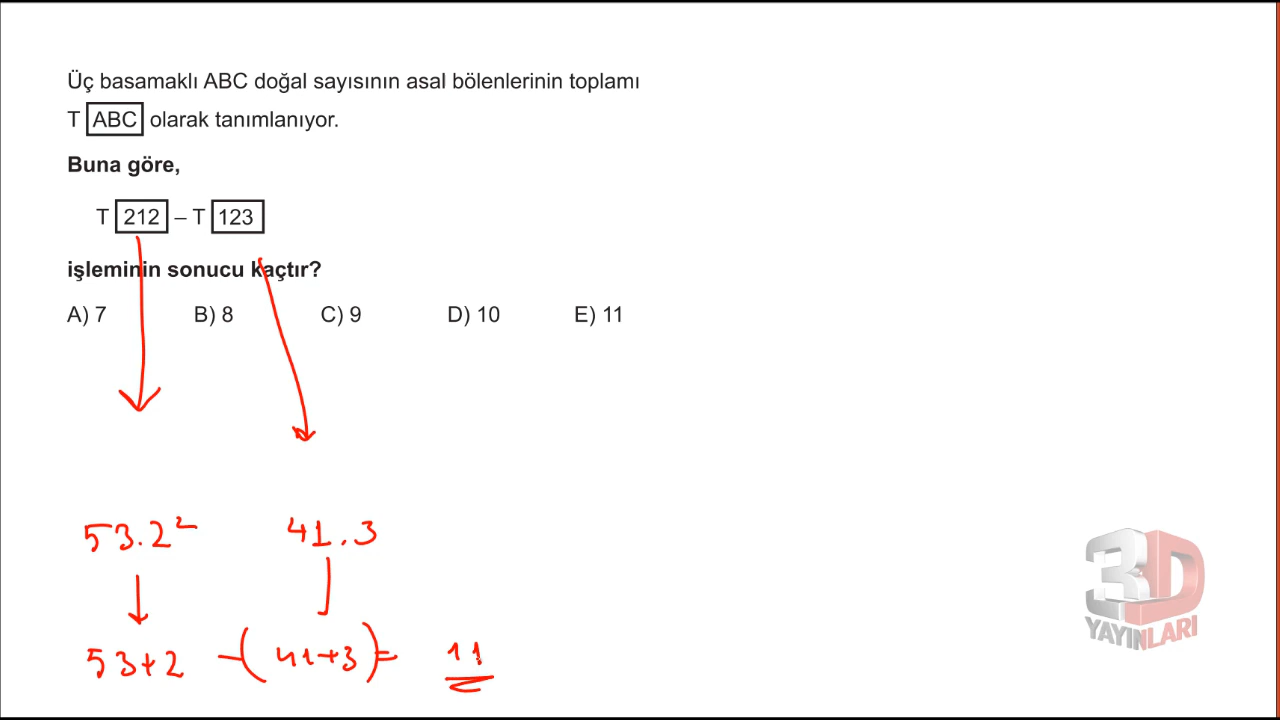 Üç basamaklı ABC doğal sayısının asal bölenlerinin toplamı
T ABC olarak tanımlanıyor.
Buna göre,
T 212 – T 123
işleminin sonucu kaçtır?
A) 7 B) 8 C) 9 D) 10 E) 11
53.2² 41.3
53+2 -(41+3)= 11
3D
YAYINLARI